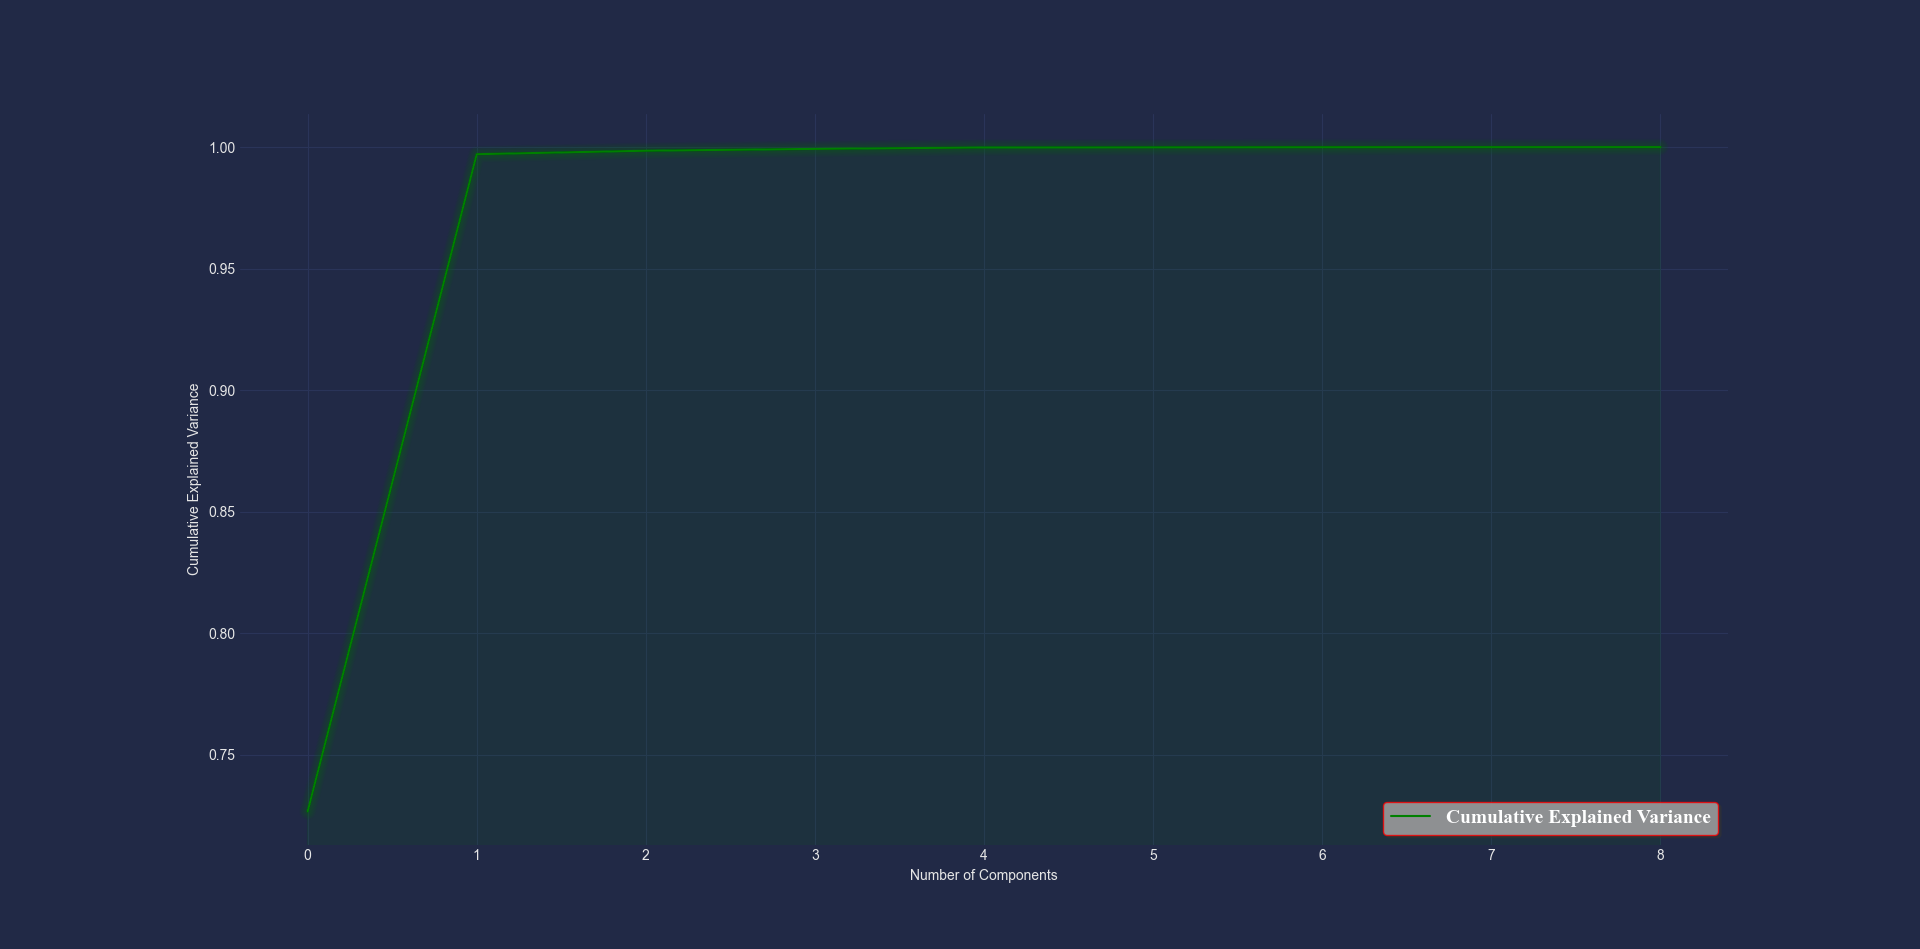 1.00
0.95
0.90
0.85
0.80
0.75
Cumulative Explained Variance
0 1 2 3 4 5 6 7 8
Number of Components
Cumulative Explained Variance